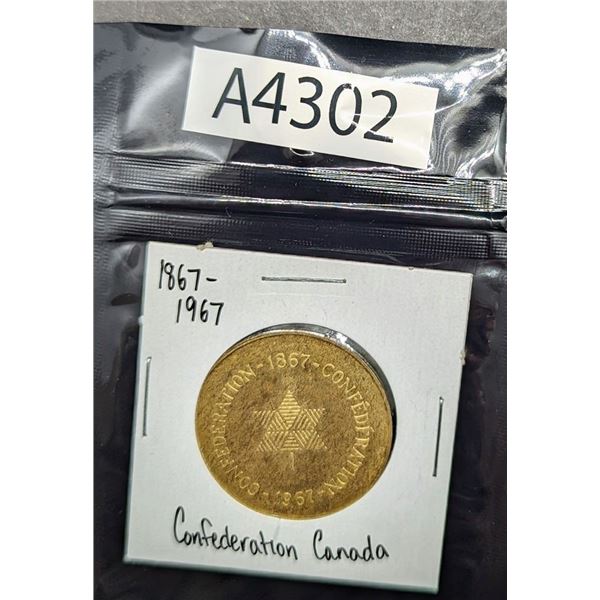 A4302
1867-
1967
CONFEDERATION-1867-CONFÉDÉRATION-1967-
Confederation Canada